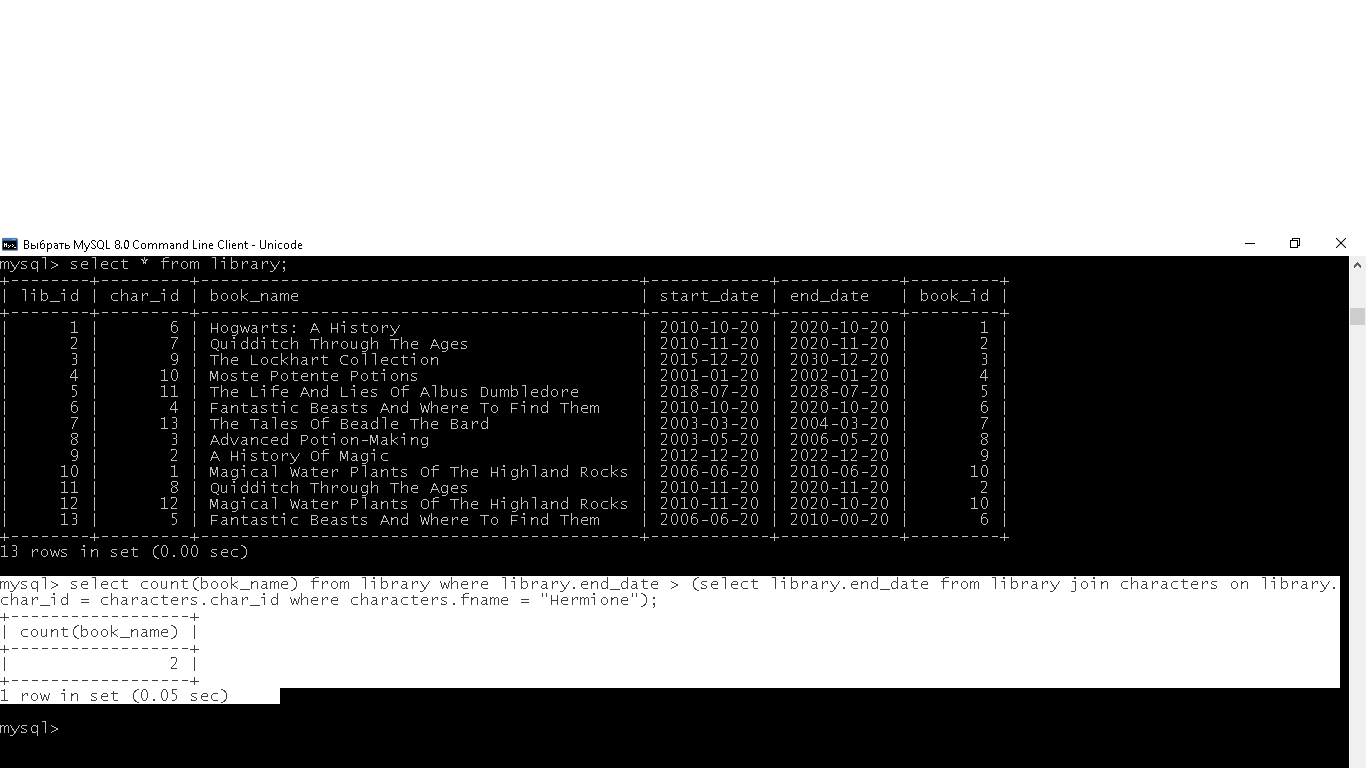 Выбрать MySQL 8.0 Command Line Client - Unicode
mysql> select * from library;
+--------+---------+--------------------------------------------+------------+------------+---------+
| lib_id | char_id | book_name                                  | start_date | end_date   | book_id |
+--------+---------+--------------------------------------------+------------+------------+---------+
|      1 |       6 | Hogwarts: A History                        | 2010-10-20 | 2020-10-20 |       1 |
|      2 |       7 | Quidditch Through The Ages                 | 2010-11-20 | 2020-11-20 |       2 |
|      3 |       9 | The Lockhart Collection                    | 2015-12-20 | 2030-12-20 |       3 |
|      4 |      10 | Moste Potente Potions                      | 2001-01-20 | 2002-01-20 |       4 |
|      5 |      11 | The Life And Lies Of Albus Dumbledore      | 2018-07-20 | 2028-07-20 |       5 |
|      6 |       4 | Fantastic Beasts And Where To Find Them    | 2010-10-20 | 2020-10-20 |       6 |
|      7 |      13 | The Tales Of Beadle The Bard               | 2003-03-20 | 2004-03-20 |       7 |
|      8 |       3 | Advanced Potion-Making                     | 2003-05-20 | 2006-05-20 |       8 |
|      9 |       2 | A History Of Magic                         | 2012-12-20 | 2022-12-20 |       9 |
|     10 |       1 | Magical Water Plants Of The Highland Rocks | 2006-06-20 | 2010-06-20 |      10 |
|     11 |       8 | Quidditch Through The Ages                 | 2010-11-20 | 2020-11-20 |       2 |
|     12 |      12 | Magical Water Plants Of The Highland Rocks | 2010-11-20 | 2020-10-20 |      10 |
|     13 |       5 | Fantastic Beasts And Where To Find Them    | 2006-06-20 | 2010-00-20 |       6 |
+--------+---------+--------------------------------------------+------------+------------+---------+
13 rows in set (0.00 sec)
mysql> select count(book_name) from library where library.end_date > (select library.end_date from library join characters on library.
char_id = characters.char_id where characters.fname = "Hermione");
+------------------+
| count(book_name) |
+------------------+
|                2 |
+------------------+
1 row in set (0.05 sec)
mysql>